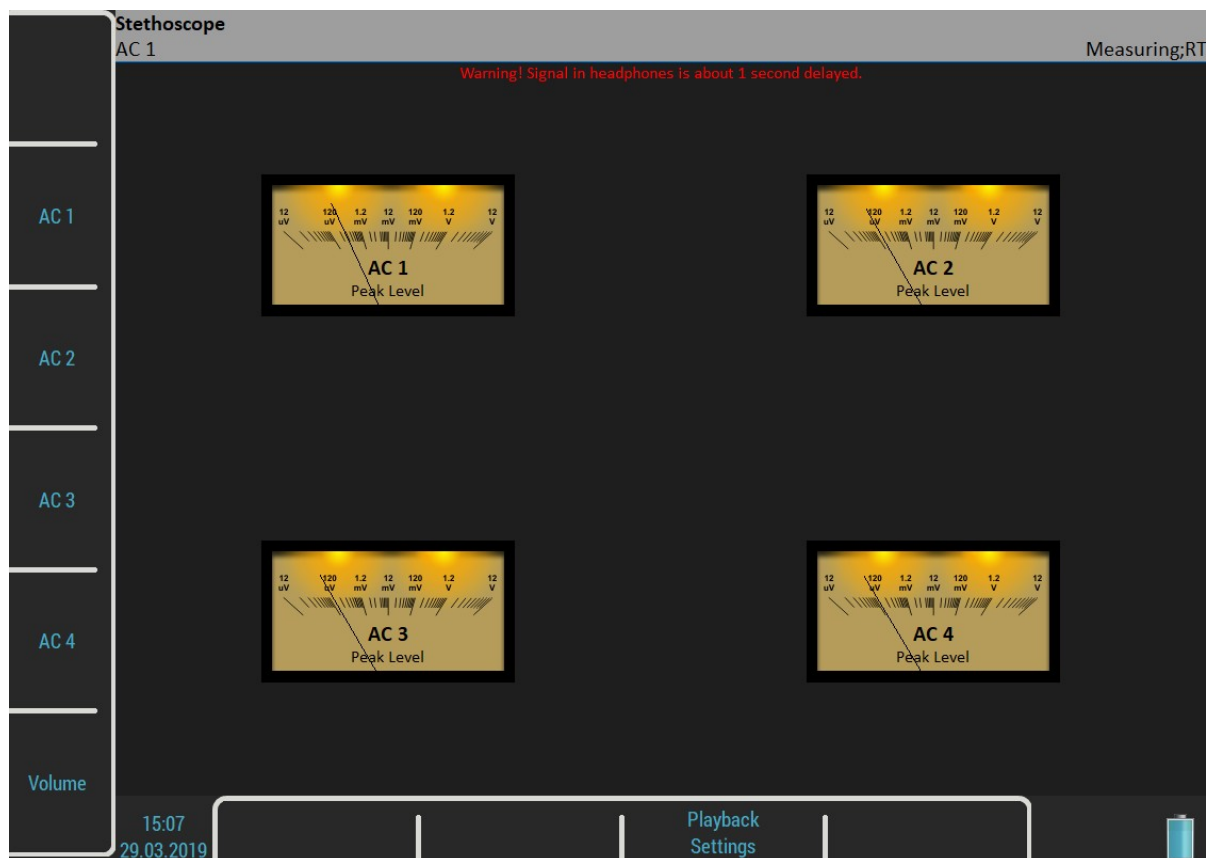 Stethoscope
AC 1
Measuring;RT
Warning! Signal in headphones is about 1 second delayed.
12 120 1.2 12 120 1.2 12
uV uV mV mV mV V V
AC 1
Peak Level
12 120 1.2 12 120 1.2 12
uV uV mV mV mV V V
AC 2
Peak Level
12 120 1.2 12 120 1.2 12
uV uV mV mV mV V V
AC 3
Peak Level
12 120 1.2 12 120 1.2 12
uV uV mV mV mV V V
AC 4
Peak Level
AC 1
AC 2
AC 3
AC 4
Volume
15:07
29.03.2019
Playback
Settings